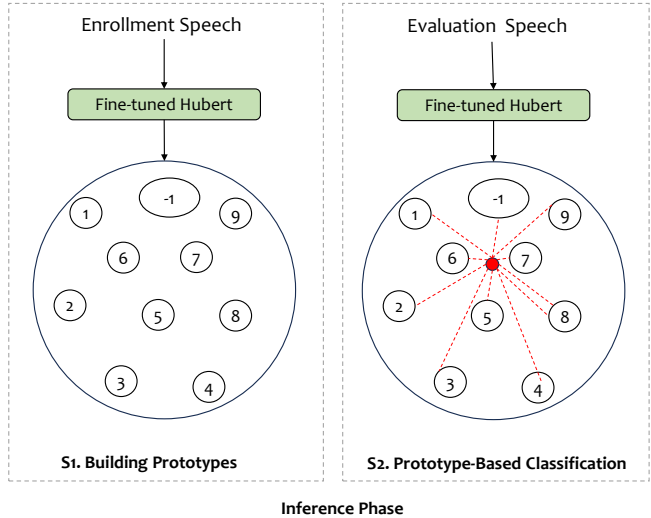 Enrollment Speech
Fine-tuned Hubert
-1
1
9
6
7
2
5
8
3
4
S1. Building Prototypes
Evaluation Speech
Fine-tuned Hubert
-1
1
9
6
7
2
5
8
3
4
S2. Prototype-Based Classification
Inference Phase